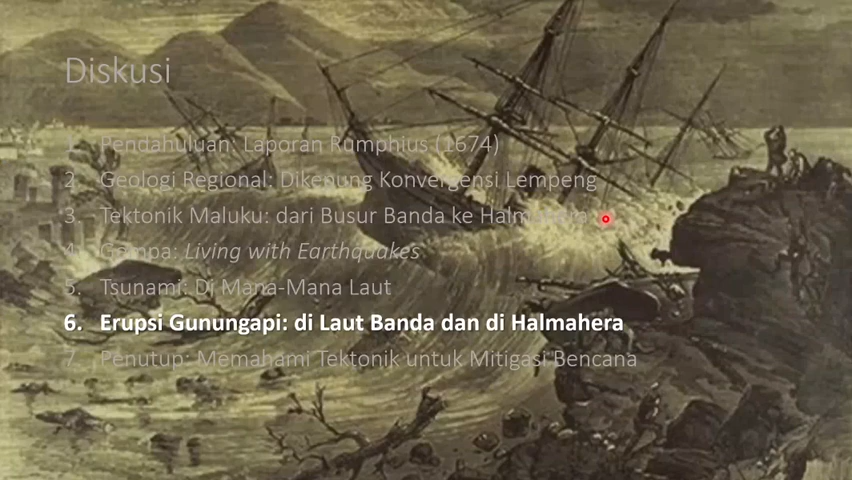 Diskusi
1. Pendahuluan: Laporan Rumphius (1674)
2. Geologi Regional: Dikepung Konvergensi Lempeng
3. Tektonik Maluku: dari Busur Banda ke Halmahera
4. Gempa: Living with Earthquakes
5. Tsunami: Di Mana-Mana Laut
6. Erupsi Gunungapi: di Laut Banda dan di Halmahera
7. Penutup: Memahami Tektonik untuk Mitigasi Bencana